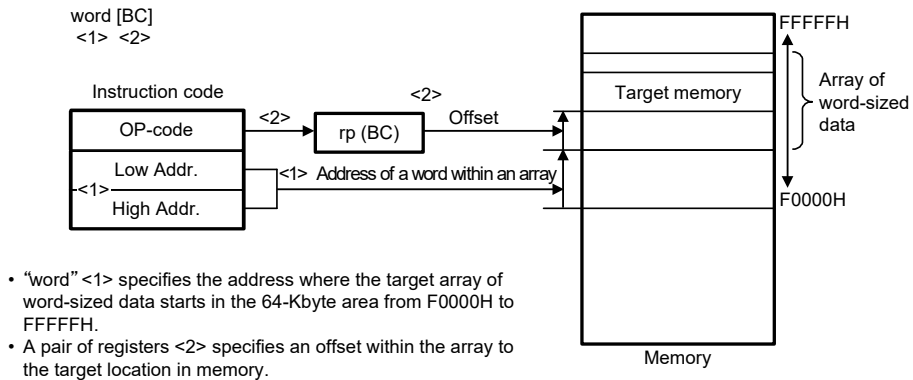 word [BC]
<1> <2>
Instruction code
OP-code
Low Addr.
<1>
High Addr.
<2>
rp (BC)
<2>
Offset
<1> Address of a word within an array
FFFFFH
Target memory
Array of
word-sized
data
F0000H
Memory
• “word” <1> specifies the address where the target array of
word-sized data starts in the 64-Kbyte area from F0000H to
FFFFFH.
• A pair of registers <2> specifies an offset within the array to
the target location in memory.